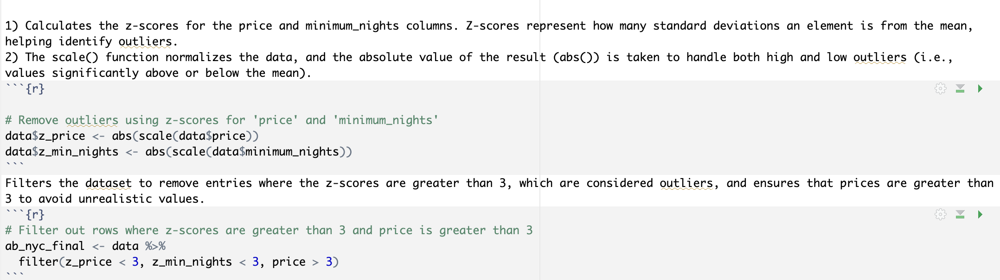 1) Calculates the z-scores for the price and minimum_nights columns. Z-scores represent how many standard deviations an element is from the mean,
helping identify outliers.
2) The scale() function normalizes the data, and the absolute value of the result (abs()) is taken to handle both high and low outliers (i.e.,
values significantly above or below the mean).
```{r}
# Remove outliers using z-scores for 'price' and 'minimum_nights'
data$z_price <- abs(scale(data$price))
data$z_min_nights <- abs(scale(data$minimum_nights))
```
Filters the dataset to remove entries where the z-scores are greater than 3, which are considered outliers, and ensures that prices are greater than
3 to avoid unrealistic values.
```{r}
# Filter out rows where z-scores are greater than 3 and price is greater than 3
ab_nyc_final <- data %>%
  filter(z_price < 3, z_min_nights < 3, price > 3)
```